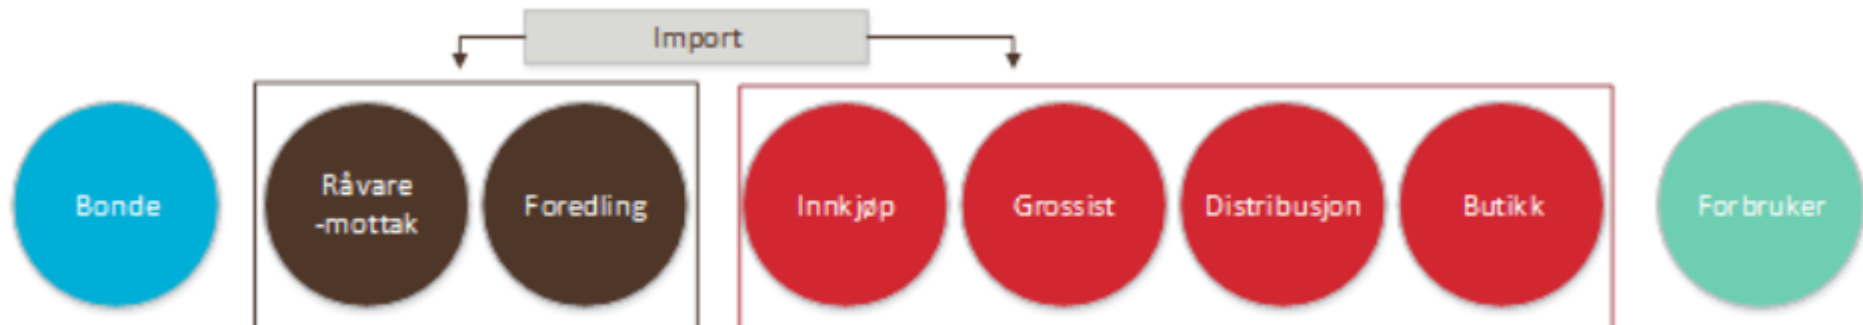 Import
Bonde
Råvare
-mottak
Foredling
Innkjøp
Grossist
Distribusjon
Butikk
Forbruker